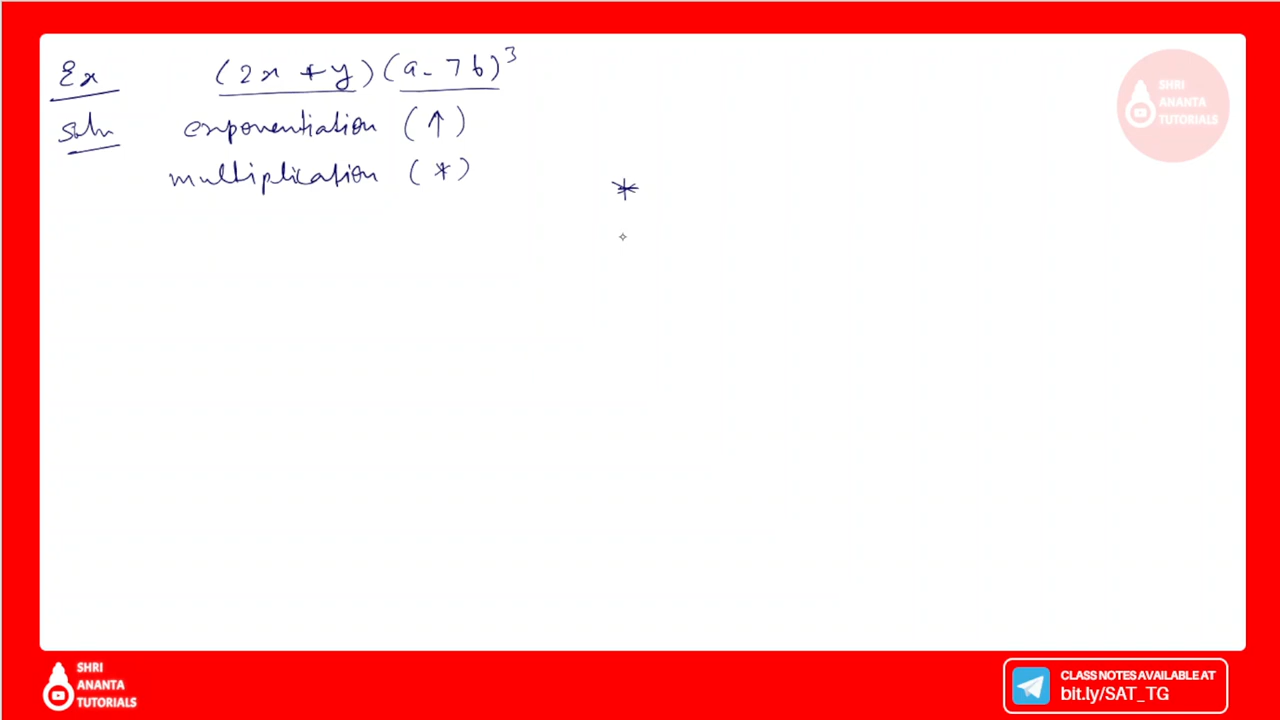 Ex (2x + y) (a - 7b)³
Soln exponentiation (↑)
multiplication (*)
*
SHRI
ANANTA
TUTORIALS
SHRI
ANANTA
TUTORIALS
CLASS NOTES AVAILABLE AT
bit.ly/SAT_TG